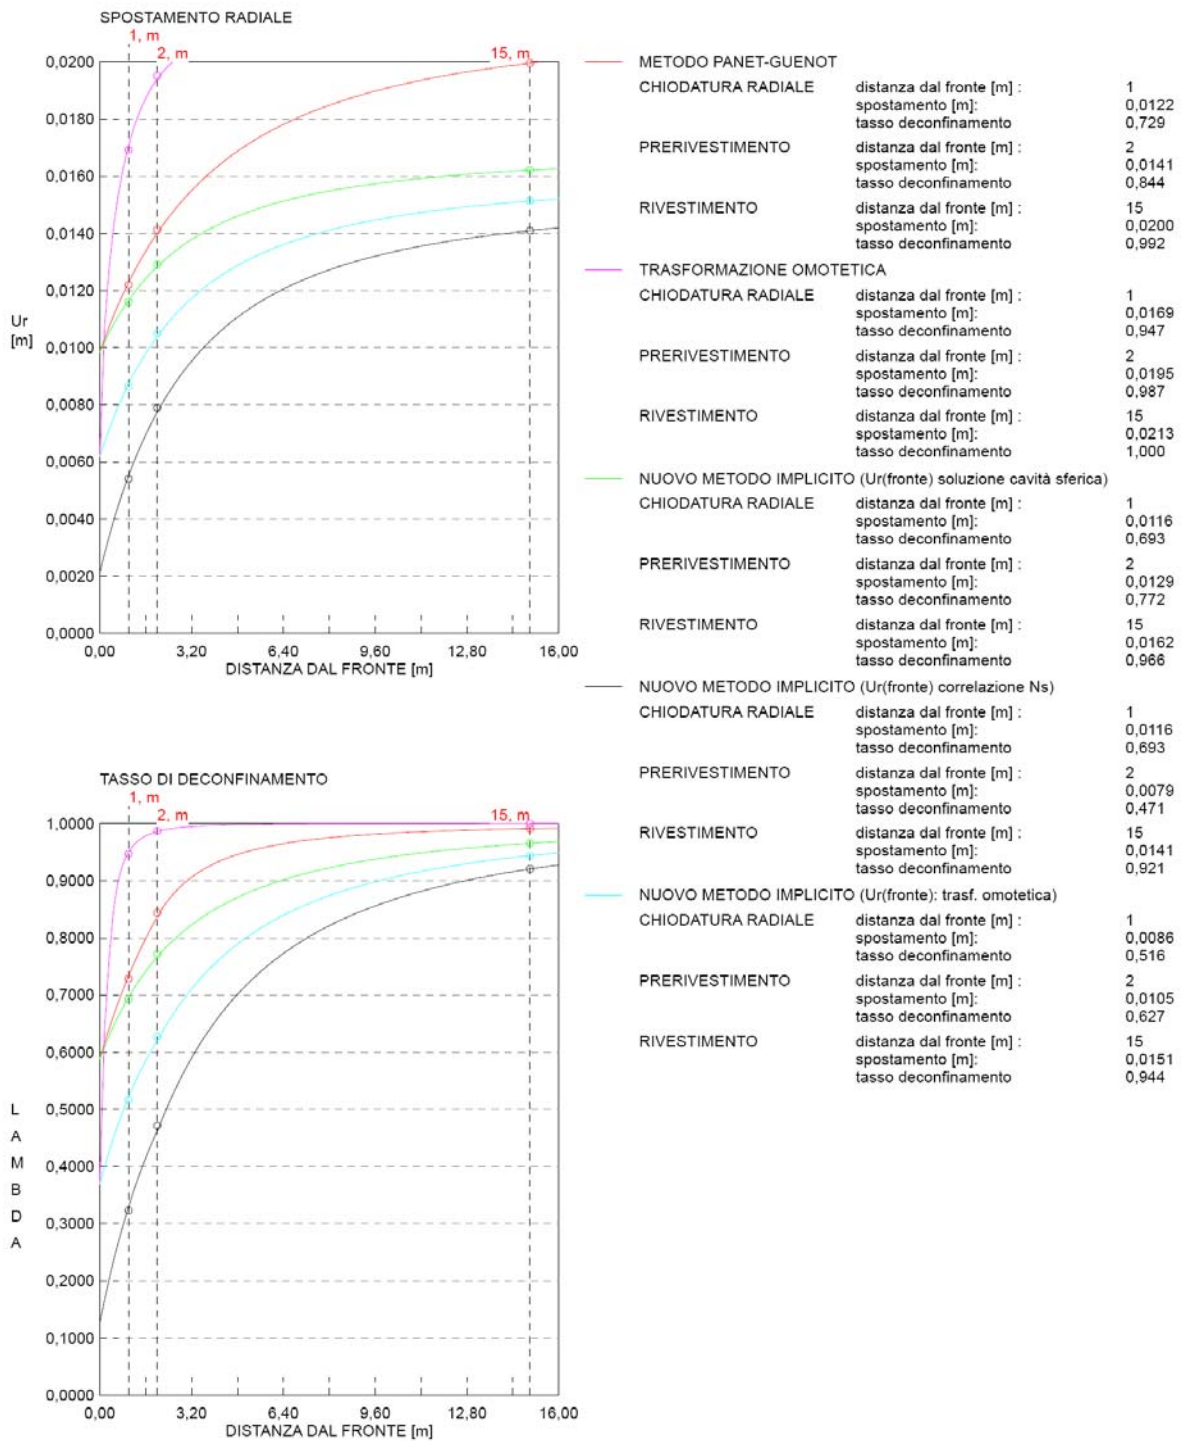 SPOSTAMENTO RADIALE
1, m
2, m
15, m
0,0200
0,0180
0,0160
0,0140
0,0120
Ur
[m]
0,0100
0,0080
0,0060
0,0040
0,0020
0,0000
0,00 3,20 6,40 9,60 12,80 16,00
DISTANZA DAL FRONTE [m]
TASSO DI DECONFINAMENTO
1, m
2, m
15, m
1,0000
0,9000
0,8000
0,7000
0,6000
0,5000
0,4000
0,3000
0,2000
0,1000
0,0000
L
A
M
B
D
A
0,00 3,20 6,40 9,60 12,80 16,00
DISTANZA DAL FRONTE [m]
METODO PANET-GUENOT
CHIODATURA RADIALE distanza dal fronte [m] : 1
spostamento [m]: 0,0122
tasso deconfinamento 0,729
PRERIVESTIMENTO distanza dal fronte [m] : 2
spostamento [m]: 0,0141
tasso deconfinamento 0,844
RIVESTIMENTO distanza dal fronte [m] : 15
spostamento [m]: 0,0200
tasso deconfinamento 0,992
TRASFORMAZIONE OMOTETICA
CHIODATURA RADIALE distanza dal fronte [m] : 1
spostamento [m]: 0,0169
tasso deconfinamento 0,947
PRERIVESTIMENTO distanza dal fronte [m] : 2
spostamento [m]: 0,0195
tasso deconfinamento 0,987
RIVESTIMENTO distanza dal fronte [m] : 15
spostamento [m]: 0,0213
tasso deconfinamento 1,000
NUOVO METODO IMPLICITO (Ur(fronte) soluzione cavità sferica)
CHIODATURA RADIALE distanza dal fronte [m] : 1
spostamento [m]: 0,0116
tasso deconfinamento 0,693
PRERIVESTIMENTO distanza dal fronte [m] : 2
spostamento [m]: 0,0129
tasso deconfinamento 0,772
RIVESTIMENTO distanza dal fronte [m] : 15
spostamento [m]: 0,0162
tasso deconfinamento 0,966
NUOVO METODO IMPLICITO (Ur(fronte) correlazione Ns)
CHIODATURA RADIALE distanza dal fronte [m] : 1
spostamento [m]: 0,0116
tasso deconfinamento 0,693
PRERIVESTIMENTO distanza dal fronte [m] : 2
spostamento [m]: 0,0079
tasso deconfinamento 0,471
RIVESTIMENTO distanza dal fronte [m] : 15
spostamento [m]: 0,0141
tasso deconfinamento 0,921
NUOVO METODO IMPLICITO (Ur(fronte): trasf. omotetica)
CHIODATURA RADIALE distanza dal fronte [m] : 1
spostamento [m]: 0,0086
tasso deconfinamento 0,516
PRERIVESTIMENTO distanza dal fronte [m] : 2
spostamento [m]: 0,0105
tasso deconfinamento 0,627
RIVESTIMENTO distanza dal fronte [m] : 15
spostamento [m]: 0,0151
tasso deconfinamento 0,944